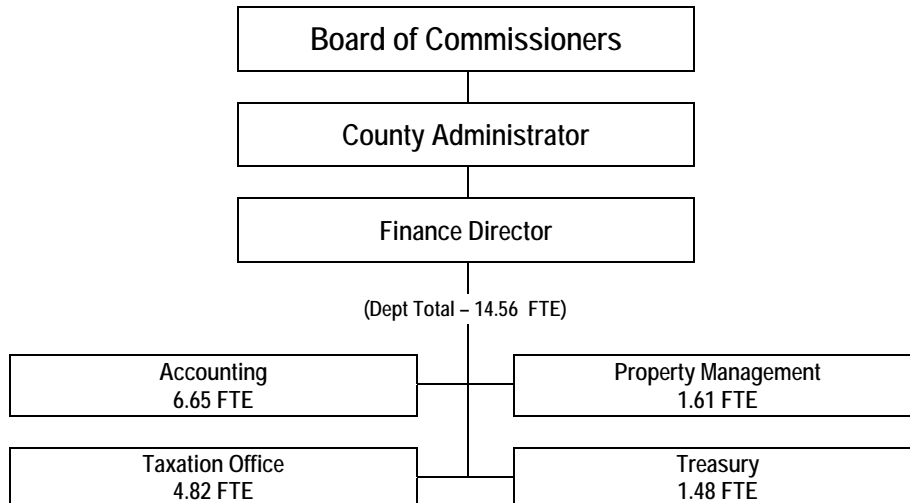 Board of Commissioners
County Administrator
Finance Director
(Dept Total – 14.56 FTE)
Accounting
6.65 FTE
Property Management
1.61 FTE
Taxation Office
4.82 FTE
Treasury
1.48 FTE